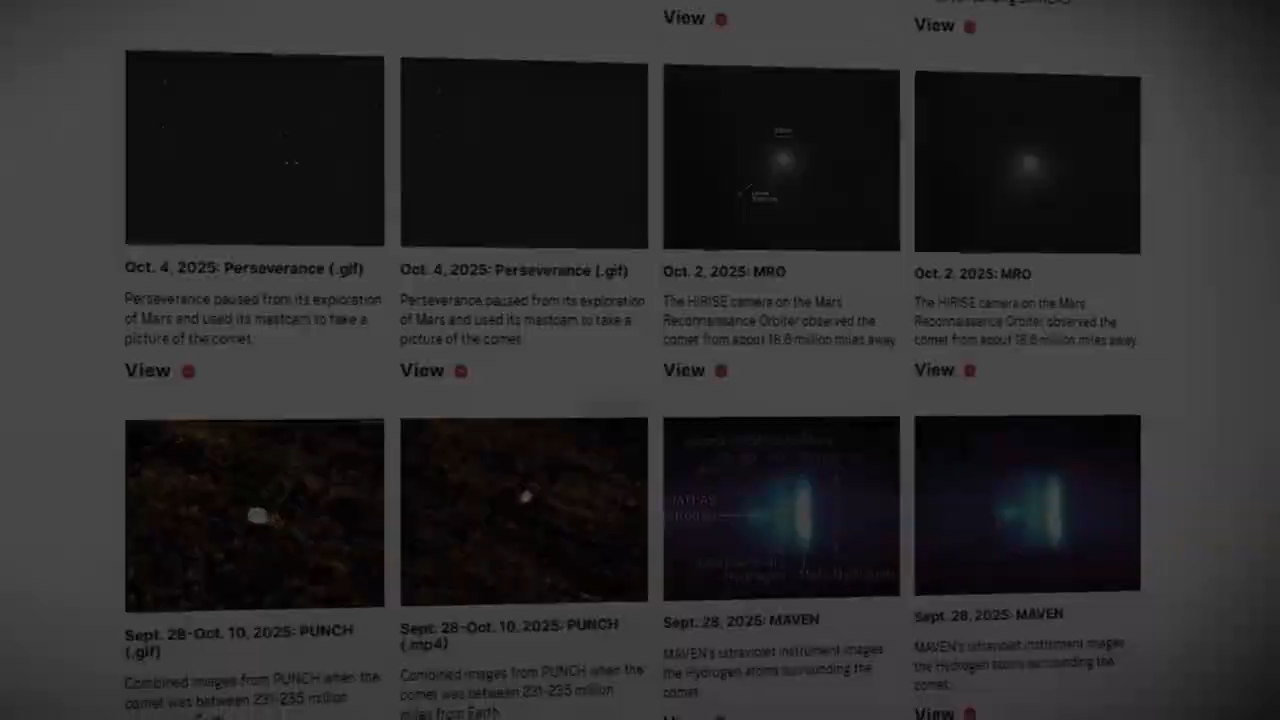 View
View
Oct. 4, 2025: Perseverance (.gif)
Perseverance paused from its exploration
of Mars and used its mastcam to take a
picture of the comet.
View
Oct. 4, 2025: Perseverance (.gif)
Perseverance paused from its exploration
of Mars and used its mastcam to take a
picture of the comet.
View
Oct. 2, 2025: MRO
The HIRISE camera on the Mars
Reconnaissance Orbiter observed the
comet from about 18.6 million miles away.
View
Oct. 2, 2025: MRO
The HIRISE camera on the Mars
Reconnaissance Orbiter observed the
comet from about 18.6 million miles away.
View
Sept. 28-Oct. 10, 2025: PUNCH
(.gif)
Combined images from PUNCH when the
comet was between 231-235 million
Sept. 28-Oct. 10, 2025: PUNCH
(.mp4)
Combined images from PUNCH when the
comet was between 231-235 million
miles from Earth
ATLAS
Sept. 28, 2025: MAVEN
MAVEN's ultraviolet instrument images
the Hydrogen atoms surrounding the
comet.
Sept. 28, 2025: MAVEN
MAVEN's ultraviolet instrument images
the Hydrogen atoms surrounding the
comet.
View